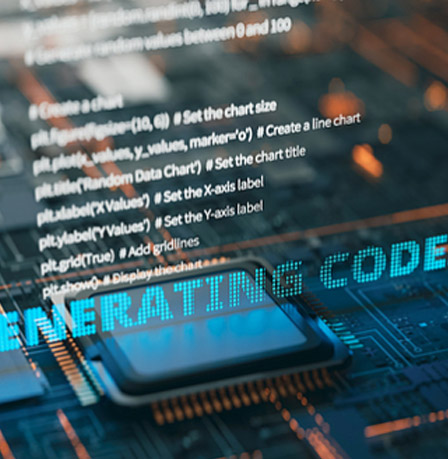 # Generate random values between 0 and 100
# Create a chart
plt.figure(figsize=(10, 6)) # Set the chart size
plt.plot(x_values, y_values, marker='o') # Create a line chart
plt.title('Random Data Chart') # Set the chart title
plt.xlabel('X Values') # Set the X-axis label
plt.ylabel('Y Values') # Set the Y-axis label
plt.grid(True) # Add gridlines
plt.show() # Display the chart
ENERATING CODE